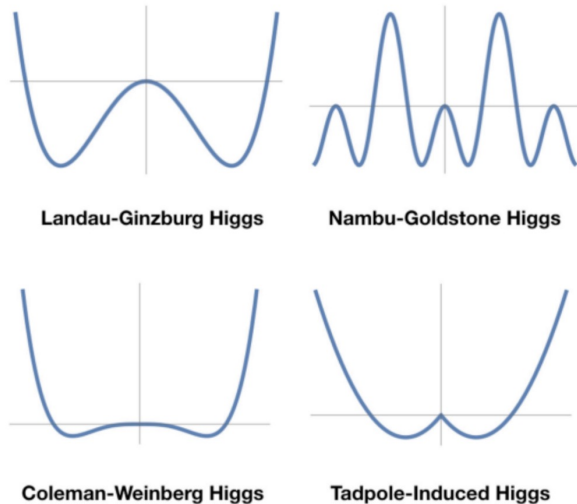 Landau-Ginzburg Higgs
Nambu-Goldstone Higgs
Coleman-Weinberg Higgs
Tadpole-Induced Higgs